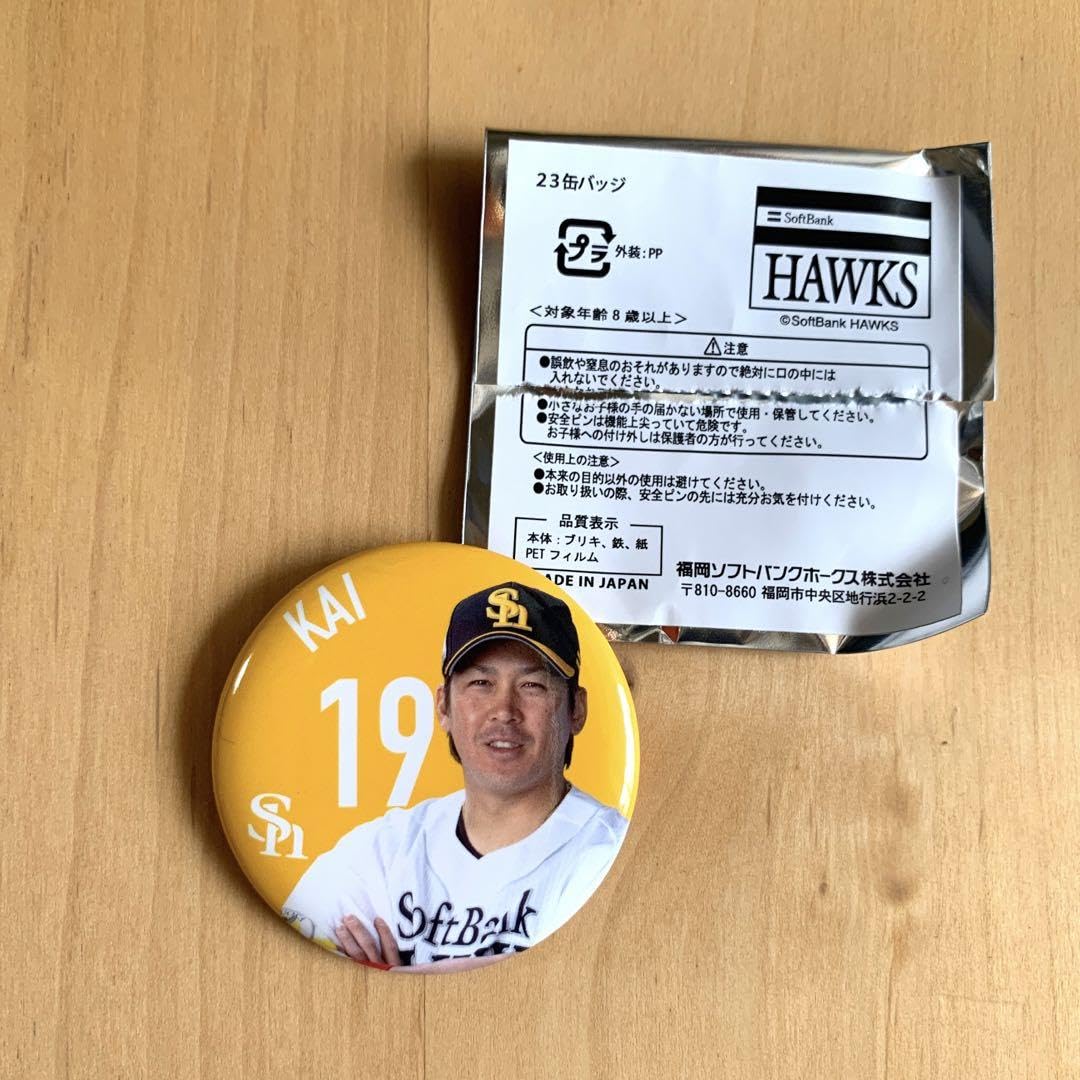 23缶バッジ
SoftBank
HAWKS
©SoftBank HAWKS
プラ 外装:PP
＜対象年齢8歳以上＞
⚠注意
●誤飲や窒息のおそれがありますので絶対に口の中には
入れないでください。
●小さなお子様の手の届かない場所で使用・保管してください。
●安全ピンは機能上尖っていて危険です。
お子様への付け外しは保護者の方が行ってください。
＜使用上の注意＞
●本来の目的以外の使用は避けてください。
●お取り扱いの際、安全ピンの先には充分お気を付けください。
品質表示
本体：ブリキ、鉄、紙
PETフィルム
ADE IN JAPAN
福岡ソフトバンクホークス株式会社
〒810-8660 福岡市中央区地行浜2-2-2
KAI
19
Sh
Sh
SoftBank